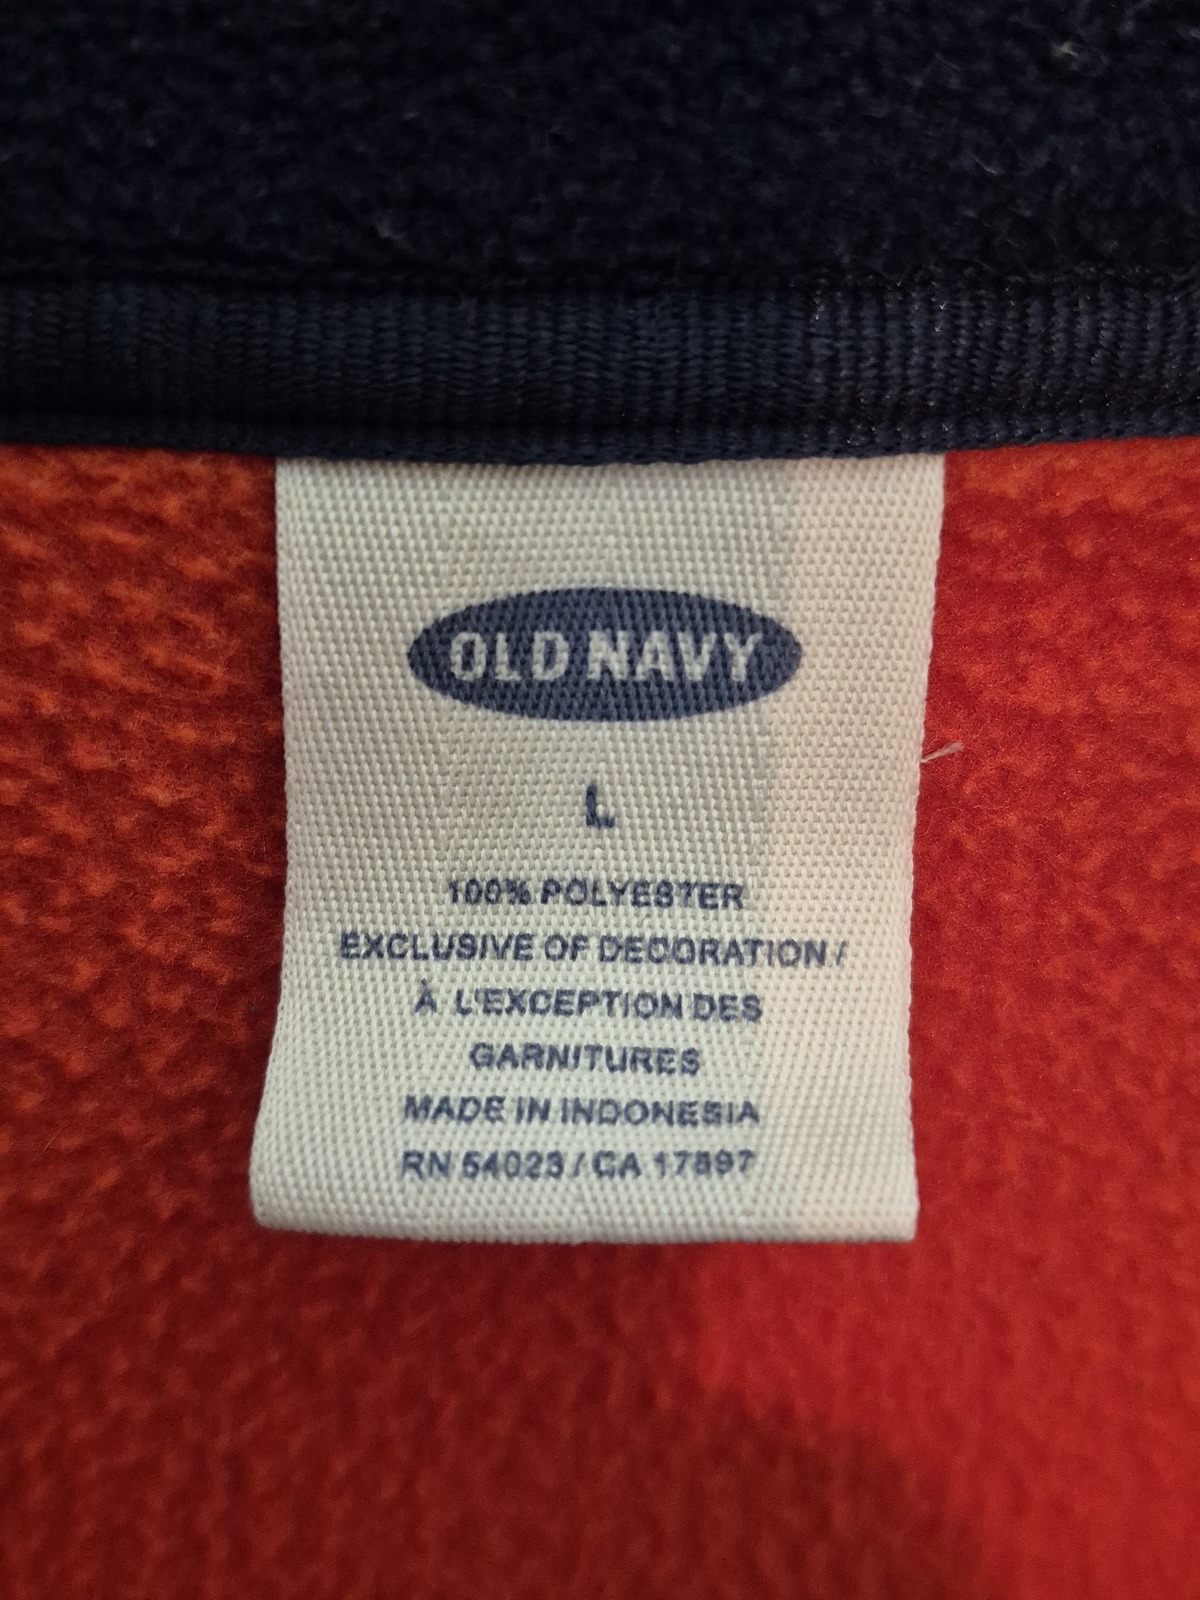 OLD NAVY
L
100% POLYESTER
EXCLUSIVE OF DECORATION /
À L'EXCEPTION DES
GARNITURES
MADE IN INDONESIA
RN 54023 / CA 17897